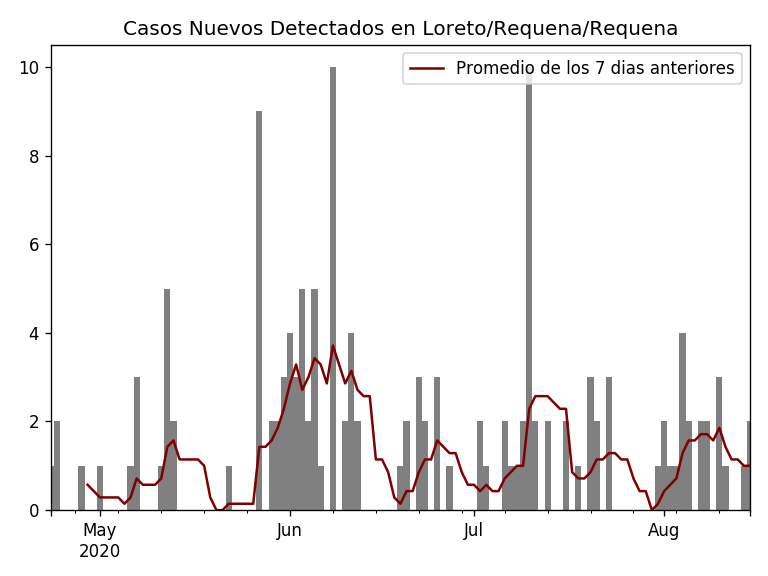 Casos Nuevos Detectados en Loreto/Requena/Requena
Promedio de los 7 dias anteriores
10
8
6
4
2
0
May
2020
Jun
Jul
Aug